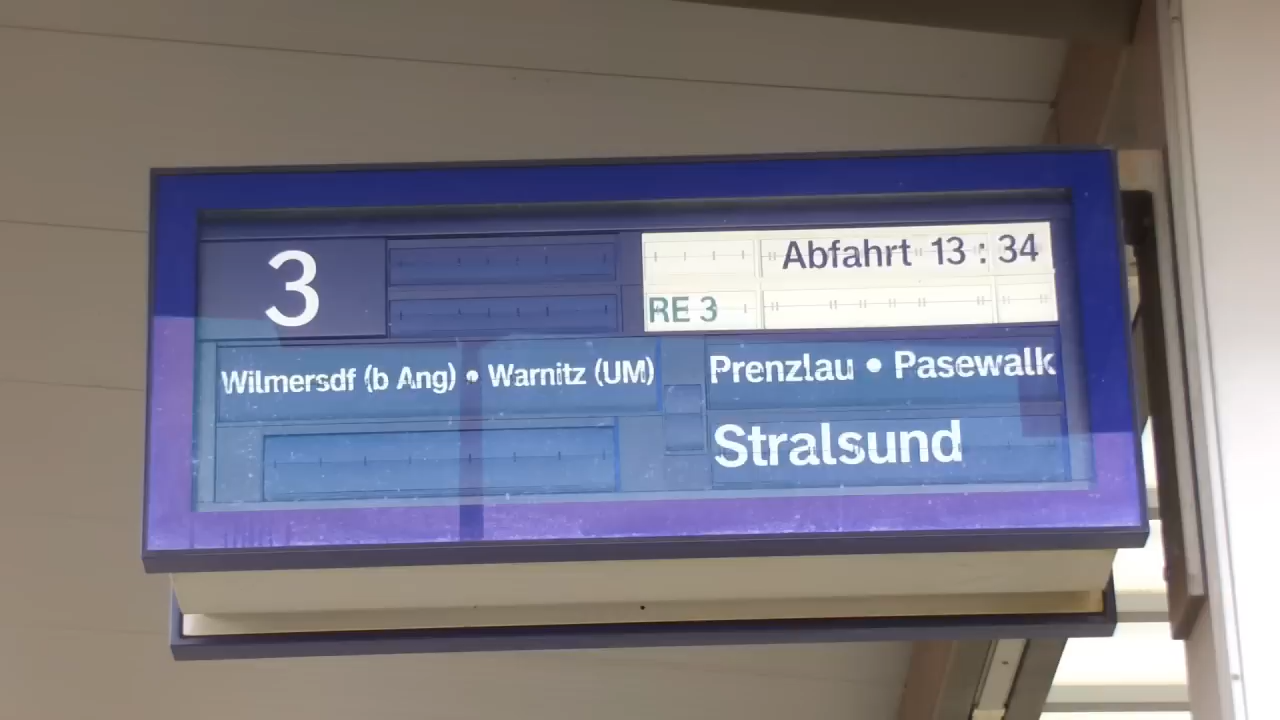 3
Abfahrt 13 : 34
RE 3
Wilmersdf (b Ang) • Warnitz (UM) Prenzlau • Pasewalk
Stralsund